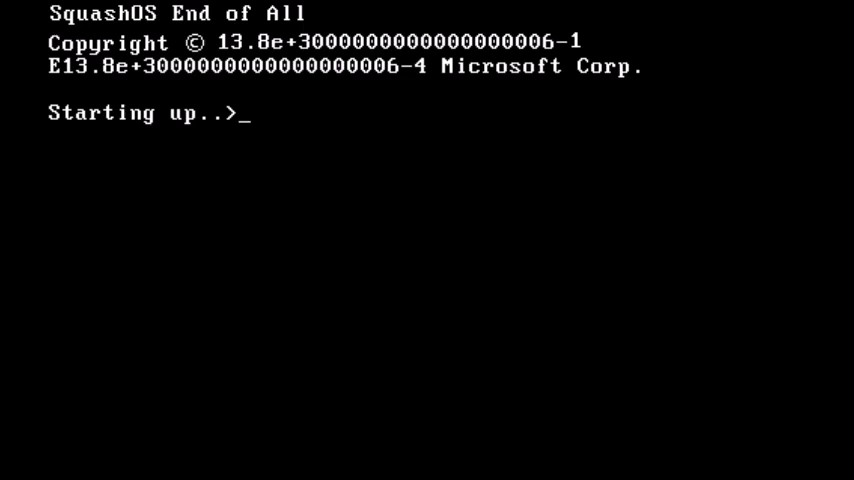 SquashOS End of All
Copyright © 13.8e+3000000000000000006-1
E13.8e+3000000000000000006-4 Microsoft Corp.
Starting up..>_